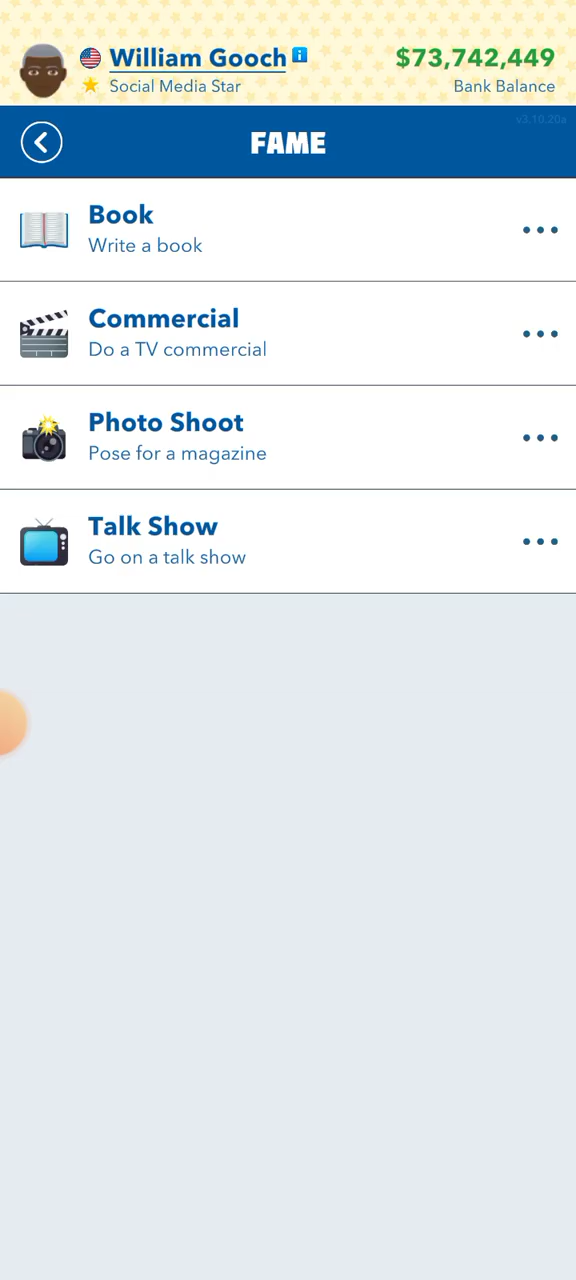 William Gooch
$73,742,449
Social Media Star
Bank Balance
v3.10.20a
FAME
Book
Write a book
Commercial
Do a TV commercial
Photo Shoot
Pose for a magazine
Talk Show
Go on a talk show